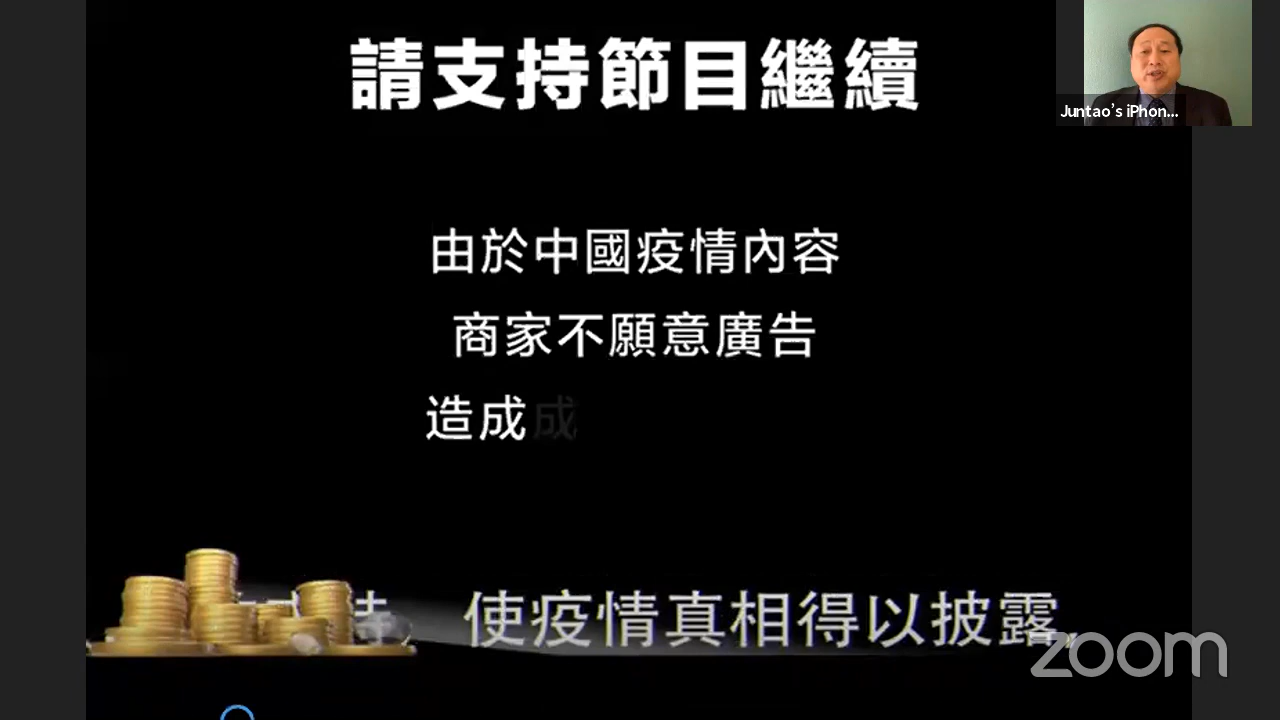 請支持節目繼續
Juntao's iPhon...
由於中國疫情內容
商家不願意廣告
造成成
使疫情真相得以披露,
zoom